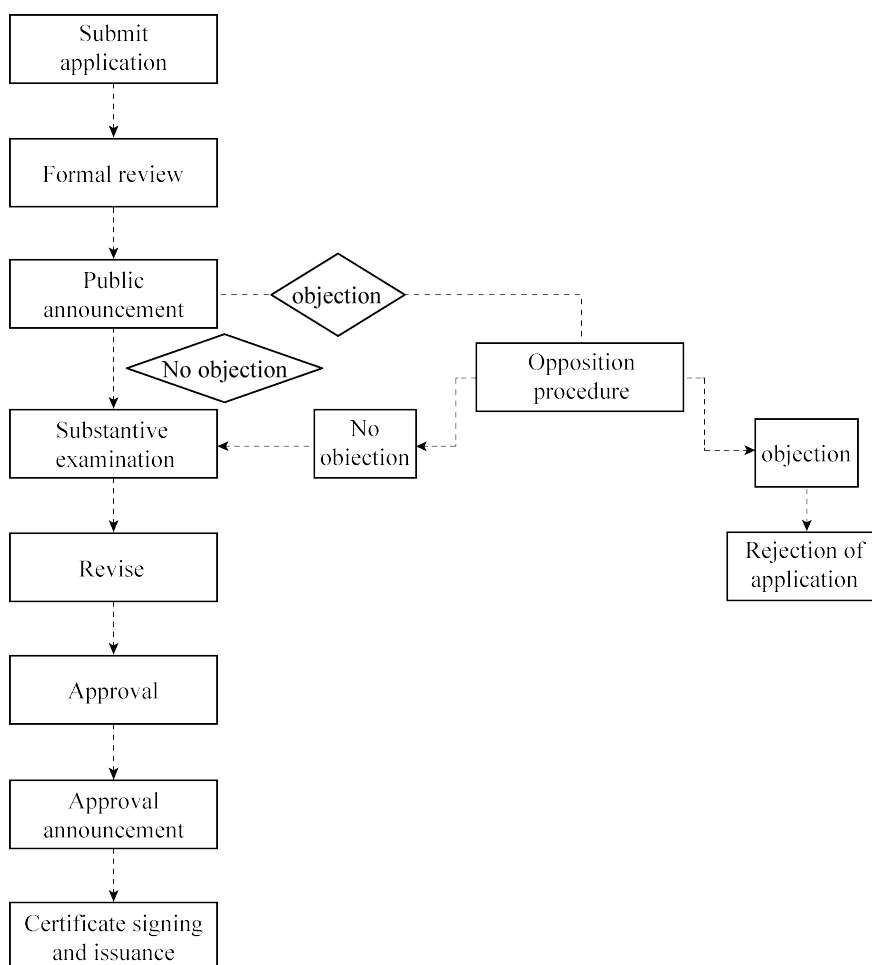 Submit
application
Formal review
Public
announcement
objection
No objection
Opposition
procedure
Substantive
examination
No
obiection
objection
Revise
Rejection of
application
Approval
Approval
announcement
Certificate signing
and issuance